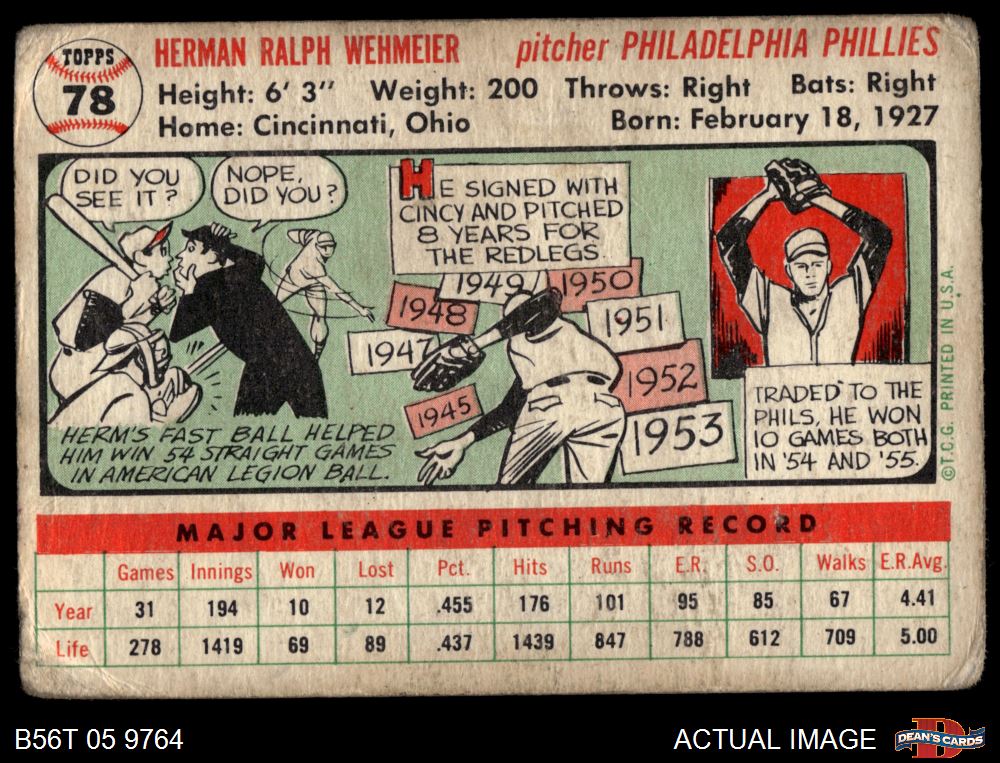 TOPPS
78
HERMAN RALPH WEHMEIER pitcher PHILADELPHIA PHILLIES
Height: 6' 3" Weight: 200 Throws: Right Bats: Right
Home: Cincinnati, Ohio Born: February 18, 1927
DID YOU
SEE IT?
NOPE,
DID YOU?
HERM'S FAST BALL HELPED
HIM WIN 54 STRAIGHT GAMES
IN AMERICAN LEGION BALL.
HE SIGNED WITH
CINCY AND PITCHED
8 YEARS FOR
THE REDLEGS.
1945
1947
1948
1949
1950
1951
1952
1953
TRADED TO THE
PHILS, HE WON
10 GAMES BOTH
IN '54 AND '55.
©T.C.G. PRINTED IN U.S.A.
MAJOR LEAGUE PITCHING RECORD
Games Innings Won Lost Pct. Hits Runs E.R. S.O. Walks E.R.Avg.
Year 31 194 10 12 .455 176 101 95 85 67 4.41
Life 278 1419 69 89 .437 1439 847 788 612 709 5.00
B56T 05 9764
ACTUAL IMAGE
DEAN'S CARDS